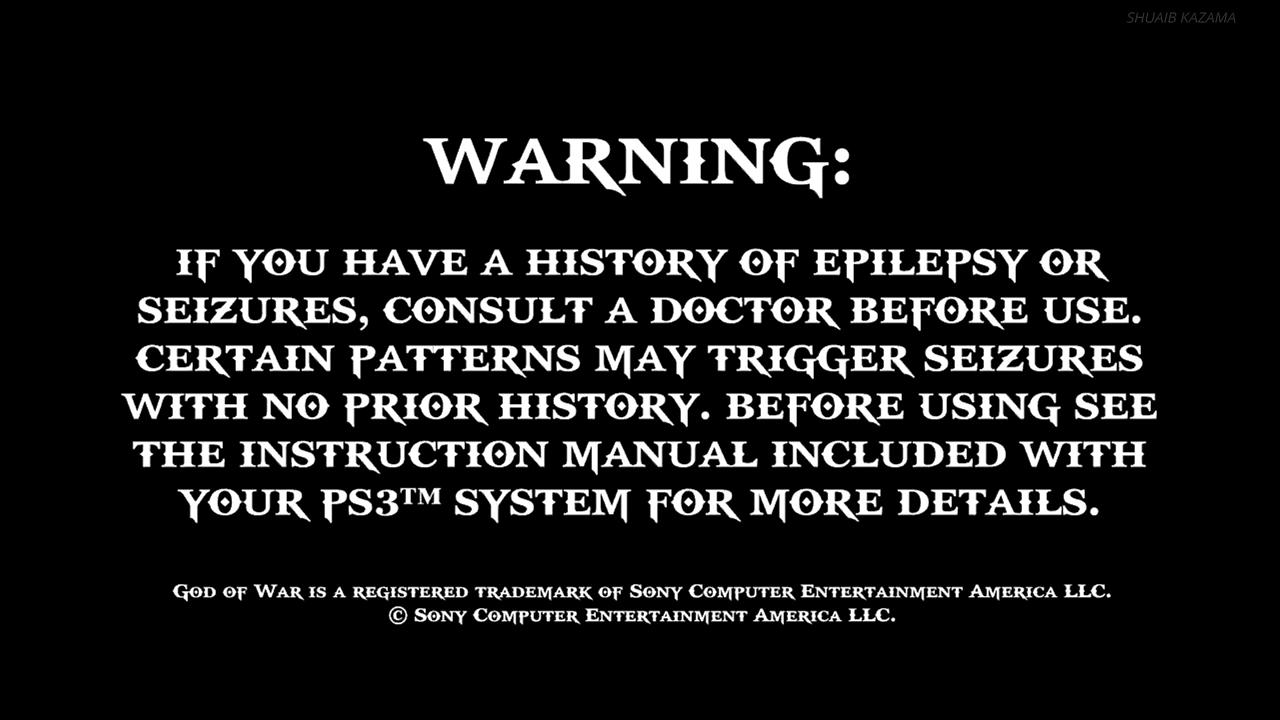 SHUAIB KAZAMA
WARNING:
IF YOU HAVE A HISTORY OF EPILEPSY OR
SEIZURES, CONSULT A DOCTOR BEFORE USE.
CERTAIN PATTERNS MAY TRIGGER SEIZURES
WITH NO PRIOR HISTORY. BEFORE USING SEE
THE INSTRUCTION MANUAL INCLUDED WITH
YOUR PS3™ SYSTEM FOR MORE DETAILS.
GOD OF WAR IS A REGISTERED TRADEMARK OF SONY COMPUTER ENTERTAINMENT AMERICA LLC.
© SONY COMPUTER ENTERTAINMENT AMERICA LLC.